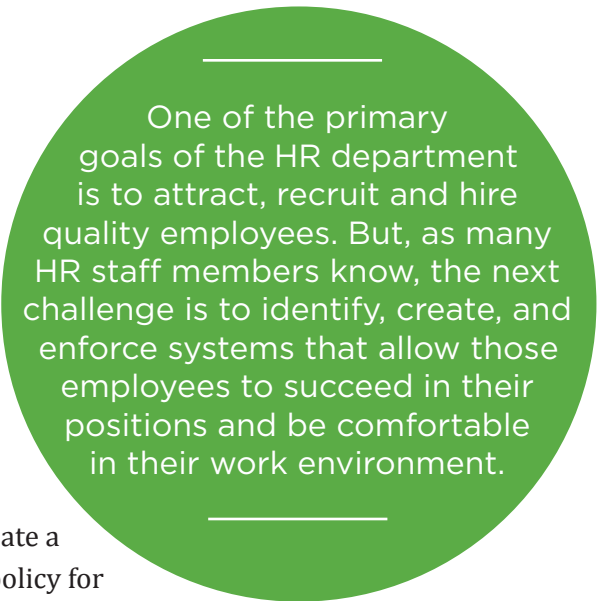 One of the primary
goals of the HR department
is to attract, recruit and hire
quality employees. But, as many
HR staff members know, the next
challenge is to identify, create, and
enforce systems that allow those
employees to succeed in their
positions and be comfortable
in their work environment.
ate a
policy for